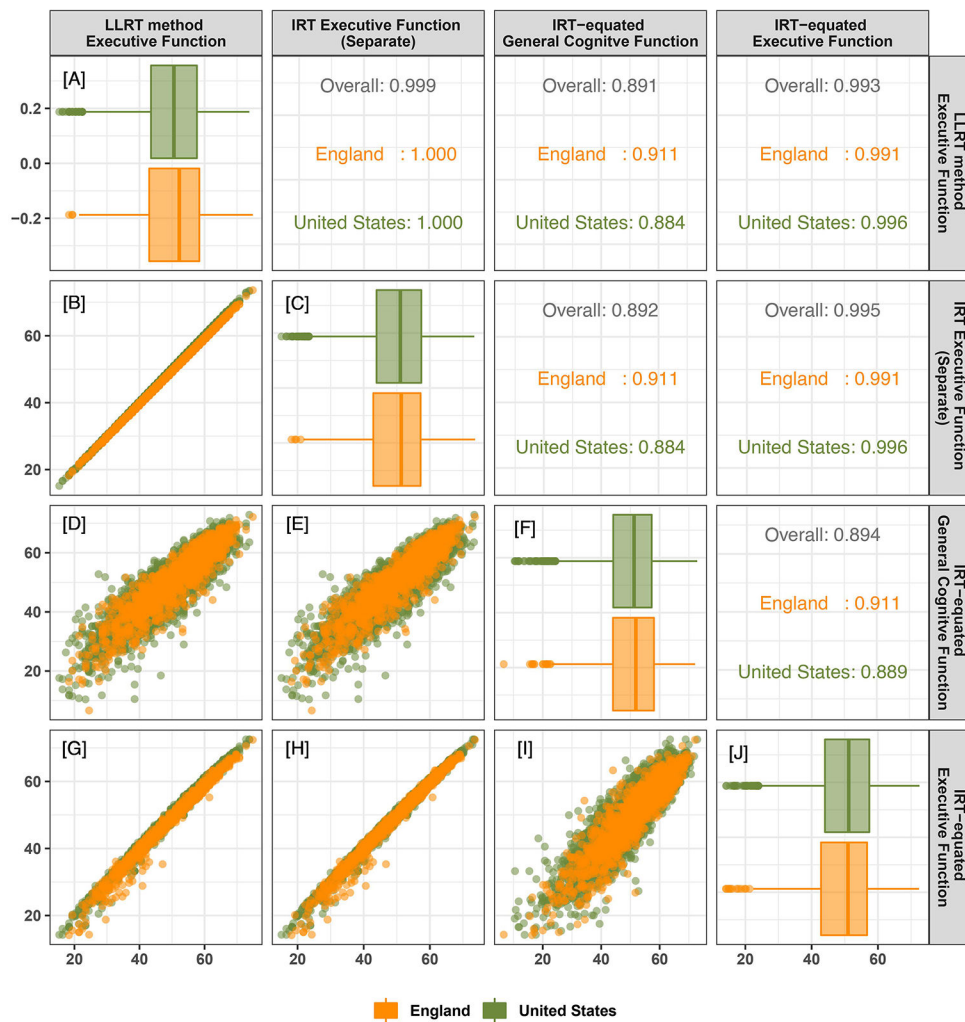 LLRT method
Executive Function
IRT Executive Function
(Separate)
IRT−equated
General Cognitve Function
IRT−equated
Executive Function
[A]
0.2
0.0
−0.2
Overall: 0.999
England : 1.000
United States: 1.000
Overall: 0.891
England : 0.911
United States: 0.884
Overall: 0.993
England : 0.991
United States: 0.996
LLRT method
Executive Function
[B]
60
40
20
[C]
Overall: 0.892
England : 0.911
United States: 0.884
Overall: 0.995
England : 0.991
United States: 0.996
IRT Executive Function
(Separate)
[D]
60
40
20
[E]
[F]
Overall: 0.894
England : 0.911
United States: 0.889
IRT−equated
General Cognitve Function
[G]
60
40
20
[H]
[I]
[J]
IRT−equated
Executive Function
20 40 60
20 40 60
20 40 60
20 40 60
England United States